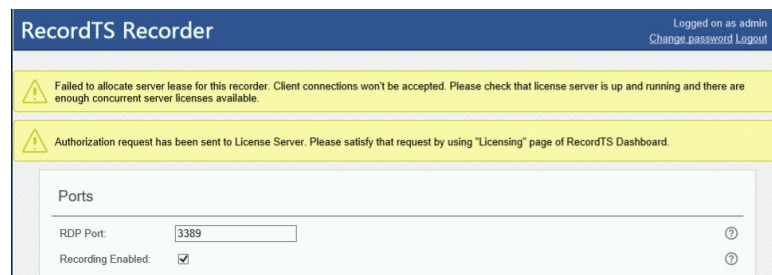 RecordTS Recorder
Logged on as admin
Change password Logout
Failed to allocate server lease for this recorder. Client connections won't be accepted. Please check that license server is up and running and there are
enough concurrent server licenses available.
Authorization request has been sent to License Server. Please satisfy that request by using "Licensing" page of RecordTS Dashboard.
Ports
RDP Port: 3389 ?
Recording Enabled: ?